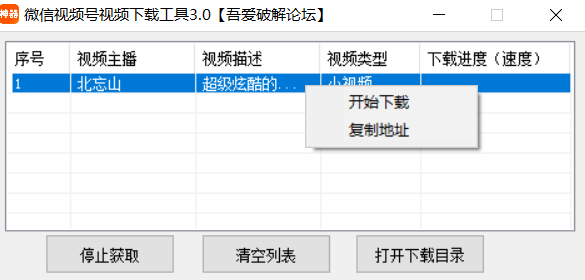 神器 微信视频号视频下载工具3.0【吾爱破解论坛】
序号 视频主播 视频描述 视频类型 下载进度（速度）
1 北忘山 超级炫酷的... 小视频
开始下载
复制地址
停止获取 清空列表 打开下载目录